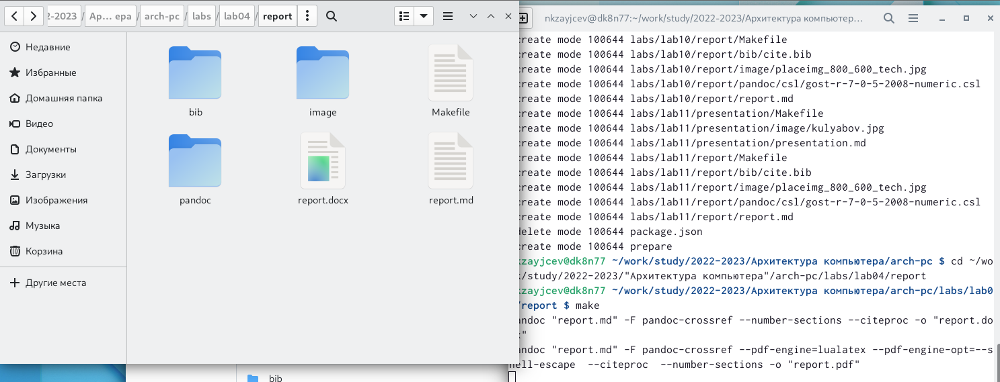 2-2023 / Ар... ера / arch-pc / labs / lab04 / report
Недавние
Избранные
Домашняя папка
Видео
Документы
Загрузки
Изображения
Музыка
Корзина
Другие места
bib
image
Makefile
pandoc
report.docx
report.md
bib
nkzayjcev@dk8n77:~/work/study/2022-2023/Архитектура компьютер...
create mode 100644 labs/lab10/report/Makefile
create mode 100644 labs/lab10/report/bib/cite.bib
create mode 100644 labs/lab10/report/image/placeimg_800_600_tech.jpg
create mode 100644 labs/lab10/report/pandoc/csl/gost-r-7-0-5-2008-numeric.csl
create mode 100644 labs/lab10/report/report.md
create mode 100644 labs/lab11/presentation/Makefile
create mode 100644 labs/lab11/presentation/image/kulyabov.jpg
create mode 100644 labs/lab11/presentation/presentation.md
create mode 100644 labs/lab11/report/Makefile
create mode 100644 labs/lab11/report/bib/cite.bib
create mode 100644 labs/lab11/report/image/placeimg_800_600_tech.jpg
create mode 100644 labs/lab11/report/pandoc/csl/gost-r-7-0-5-2008-numeric.csl
create mode 100644 labs/lab11/report/report.md
delete mode 100644 package.json
create mode 100644 prepare
nkzayjcev@dk8n77 ~/work/study/2022-2023/Архитектура компьютера/arch-pc $ cd ~/wo
rk/study/2022-2023/"Архитектура компьютера"/arch-pc/labs/lab04/report
nkzayjcev@dk8n77 ~/work/study/2022-2023/Архитектура компьютера/arch-pc/labs/lab0
4/report $ make
pandoc "report.md" -F pandoc-crossref --number-sections --citeproc -o "report.do
cx"
pandoc "report.md" -F pandoc-crossref --pdf-engine=lualatex --pdf-engine-opt=--s
hell-escape  --citeproc  --number-sections -o "report.pdf"